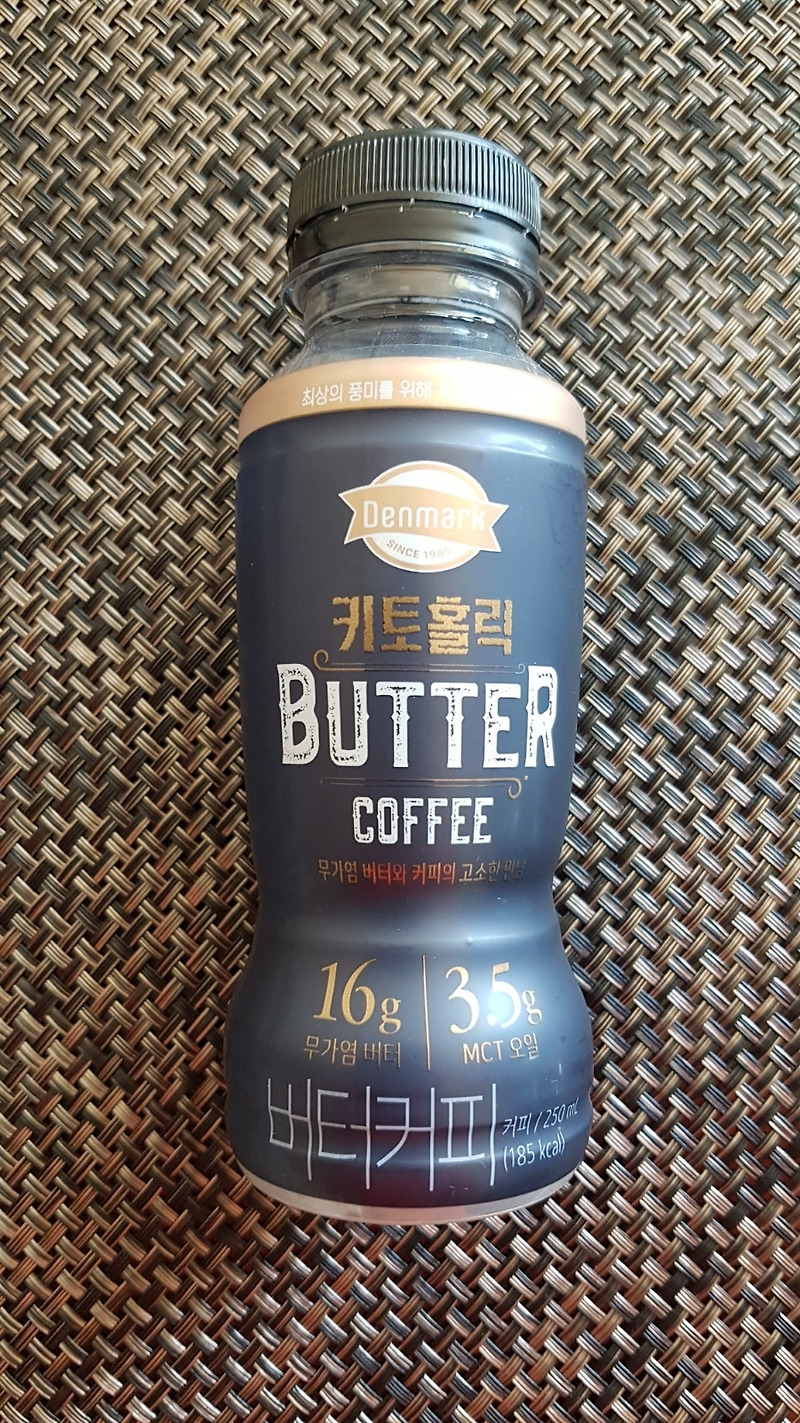 최상의 풍미를 위해
Denmark
SINCE 1985
키토홀릭
BUTTER
COFFEE
무가염 버터와 커피의 고소한 만남
16g
무가염 버터
3.5g
MCT 오일
버터커피
커피 / 250 mL
(185 kcal)